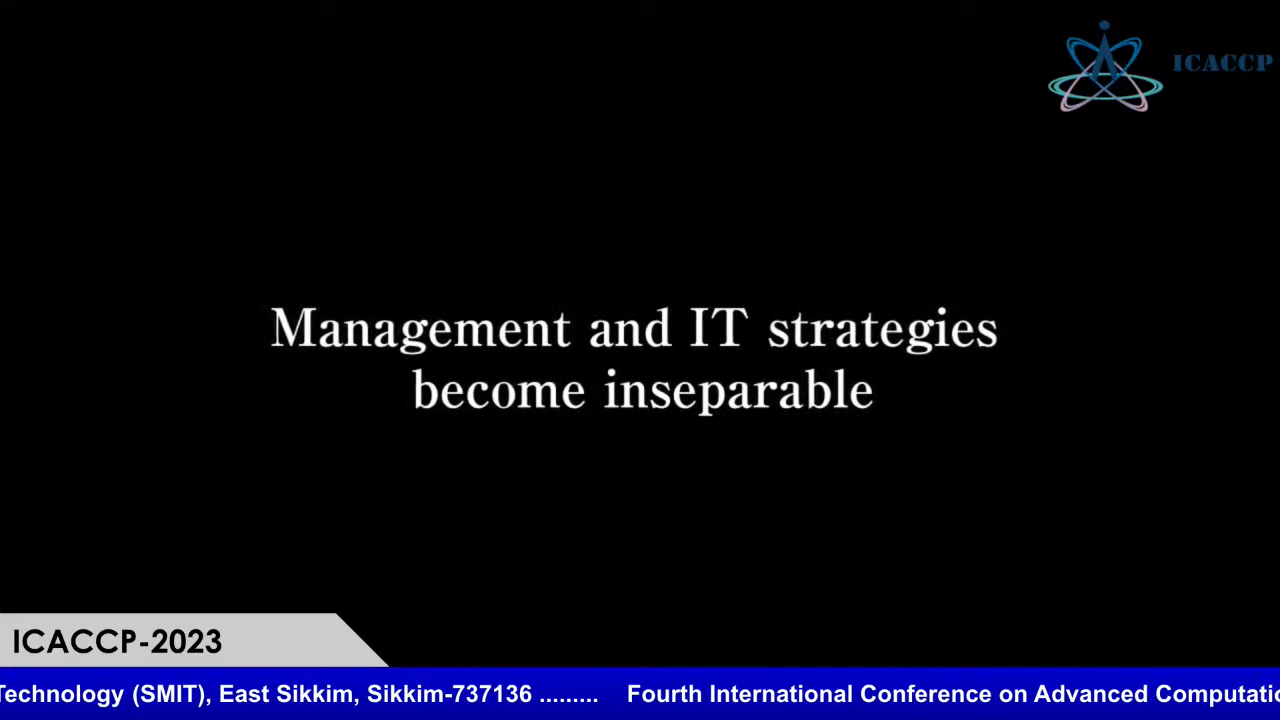 ICACCP
Management and IT strategies
become inseparable
ICACCP-2023
Technology (SMIT), East Sikkim, Sikkim-737136 ......... Fourth International Conference on Advanced